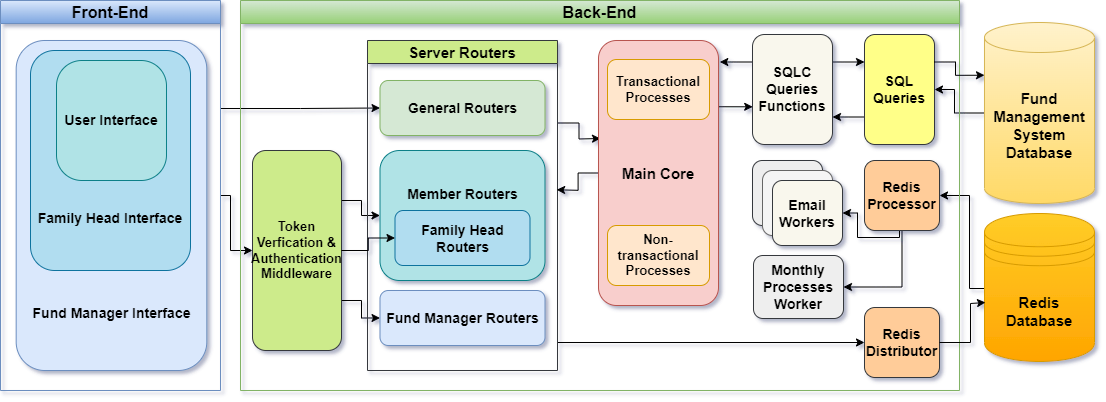 Front-End
Back-End
User Interface
Family Head Interface
Fund Manager Interface
Token
Verfication &
Authentication
Middleware
Server Routers
General Routers
Member Routers
Family Head
Routers
Fund Manager Routers
Transactional
Processes
Main Core
Non-
transactional
Processes
SQLC
Queries
Functions
SQL
Queries
Fund
Management
System
Database
Email
Workers
Redis
Processor
Monthly
Processes
Worker
Redis
Distributor
Redis
Database